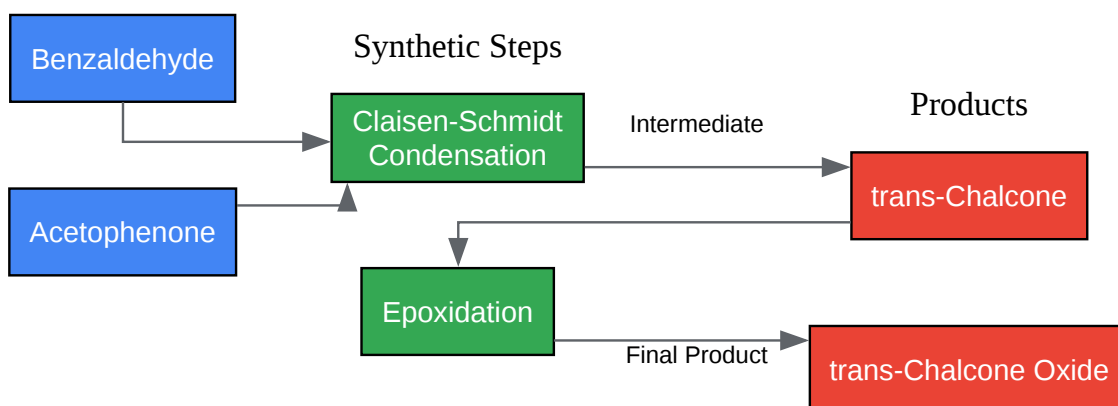 Benzaldehyde
Synthetic Steps
Claisen-Schmidt
Condensation
Intermediate
Products
trans-Chalcone
Acetophenone
Epoxidation
Final Product
trans-Chalcone Oxide